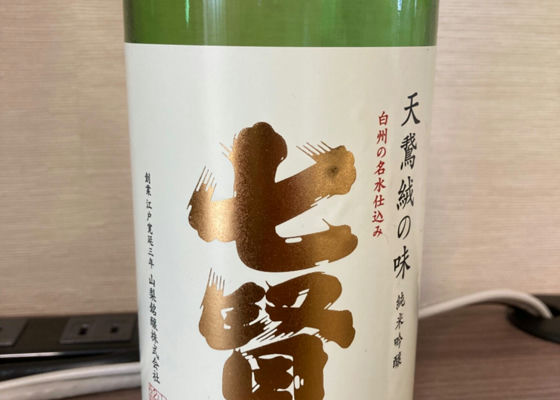 天鵞絨の味 純米吟醸
白州の名水仕込み
七賢
創業江戸寛延三年 山梨銘醸株式会社